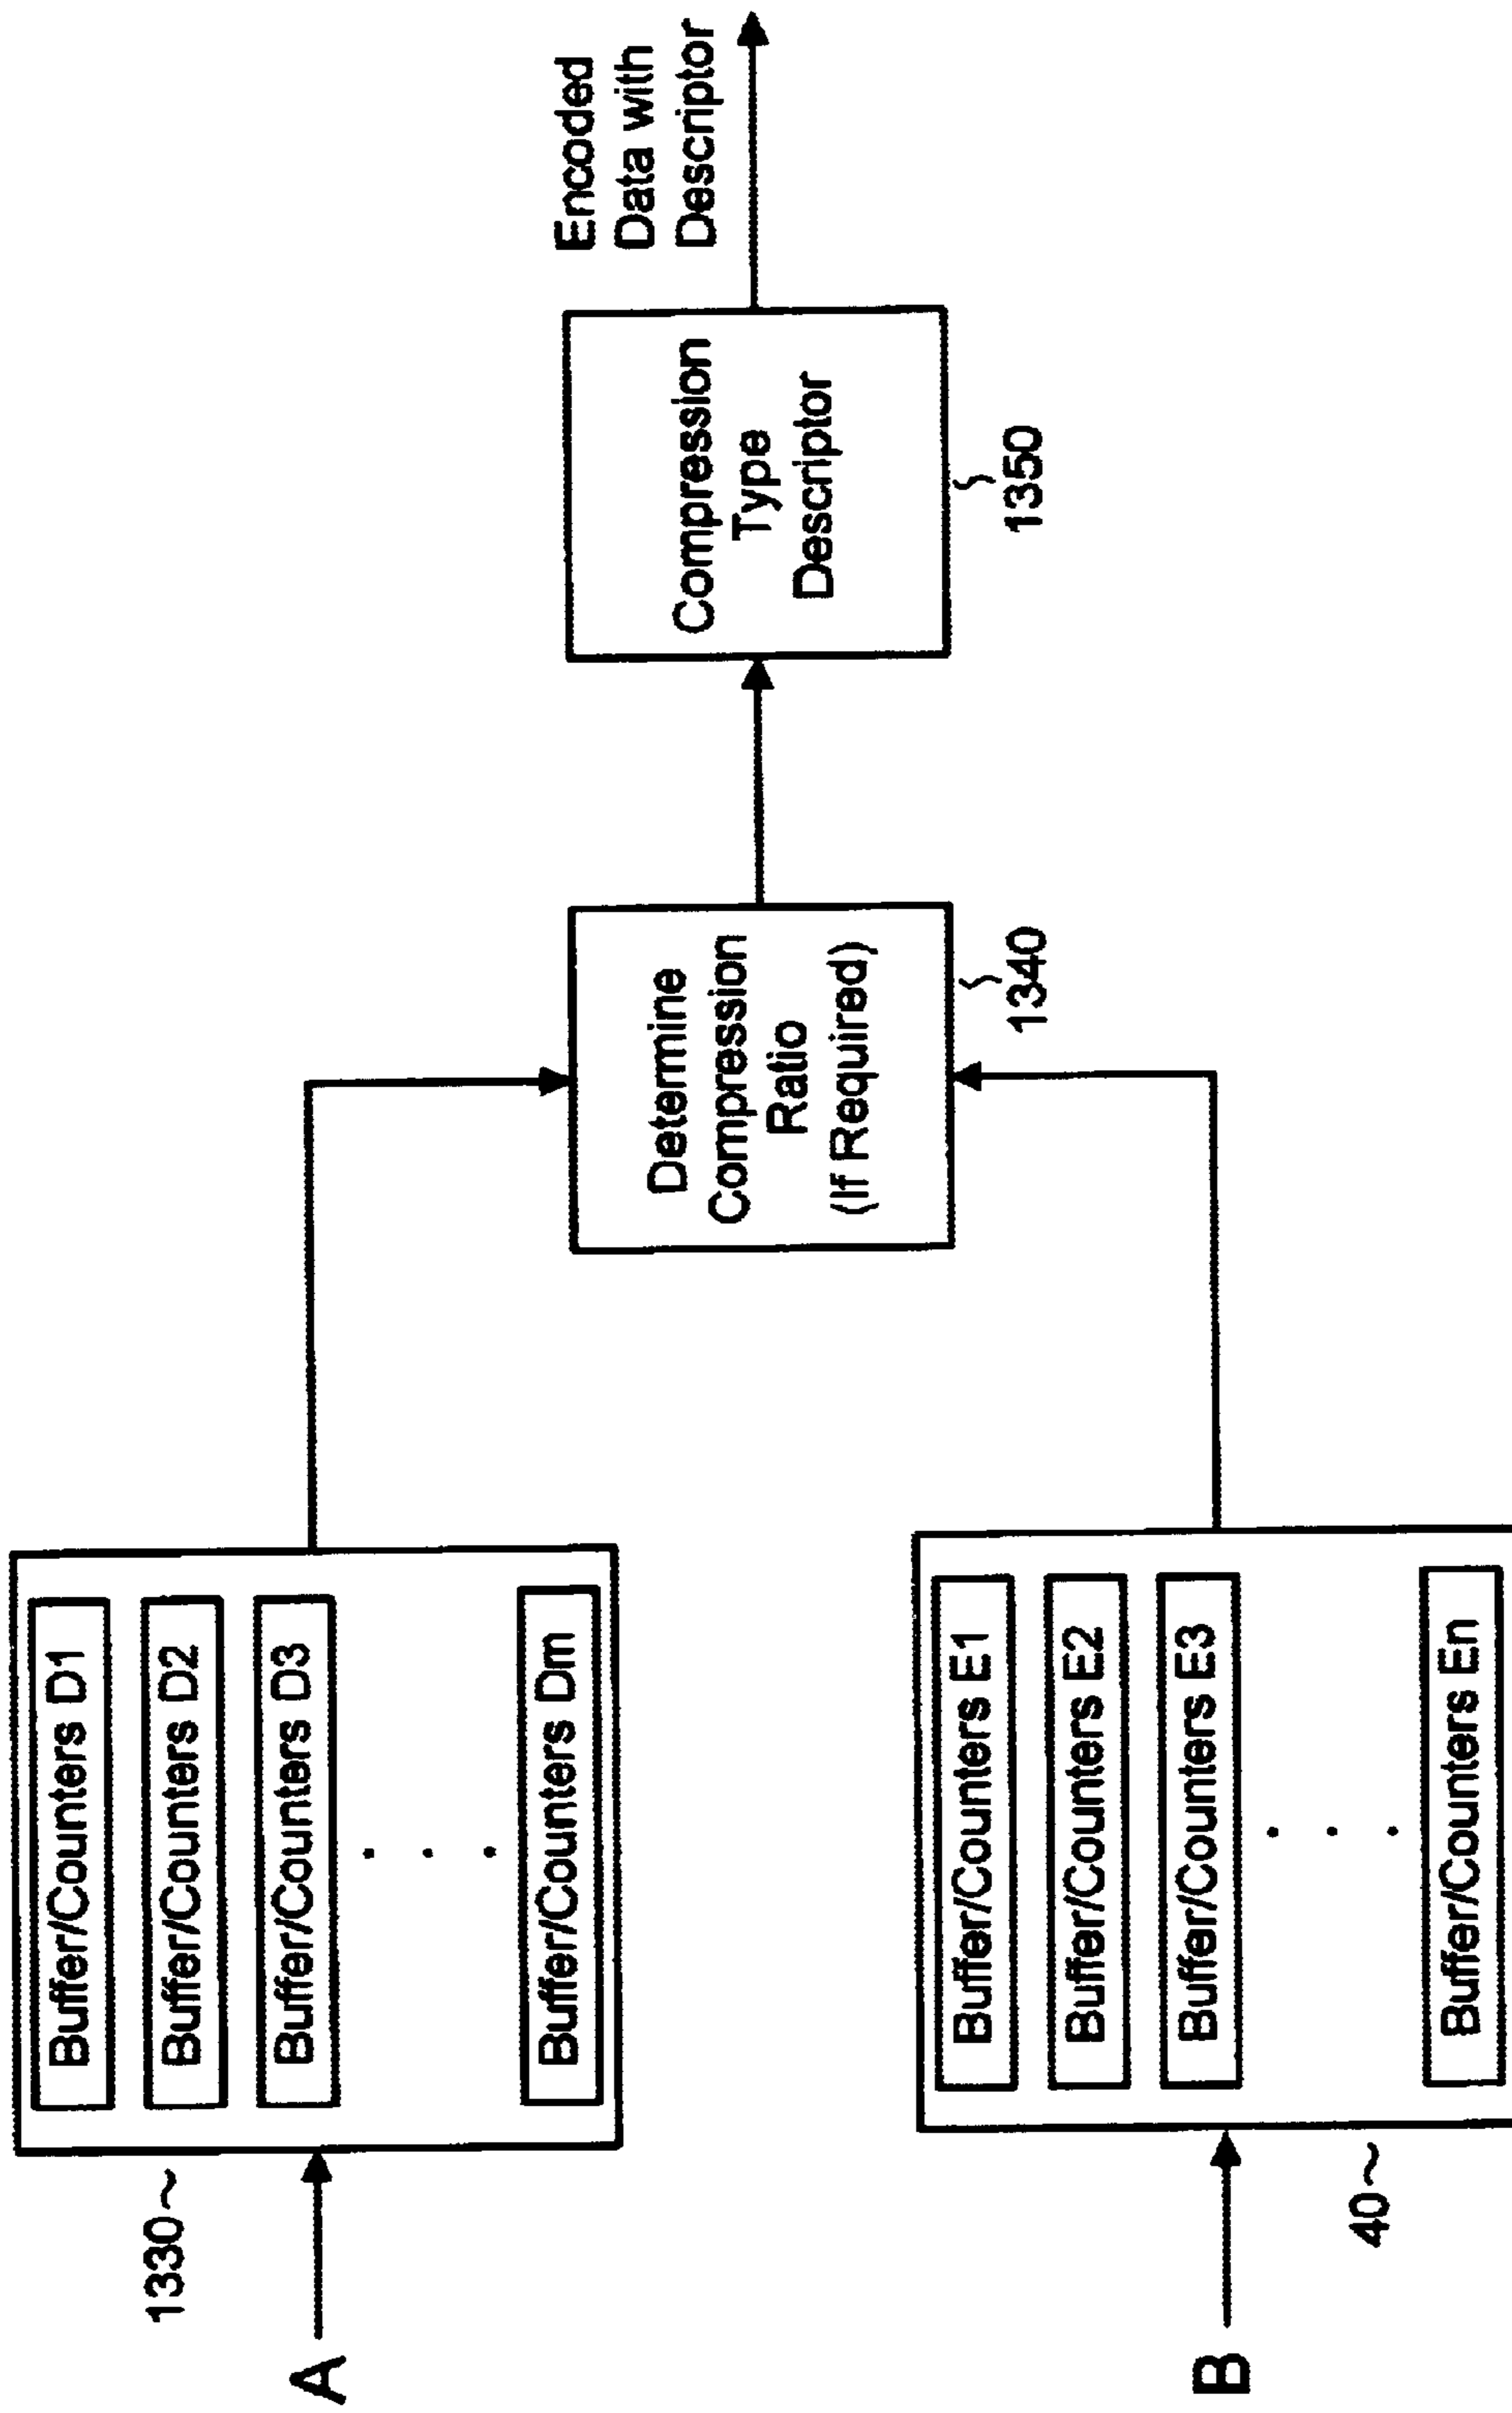 A
1330
Buffer/Counters D1
Buffer/Counters D2
Buffer/Counters D3
. . .
Buffer/Counters Dm
B
40
Buffer/Counters E1
Buffer/Counters E2
Buffer/Counters E3
. . .
Buffer/Counters En
Determine
Compression
Ratio
(If Required)
1340
Compression
Type
Descriptor
1350
Encoded
Data with
Descriptor